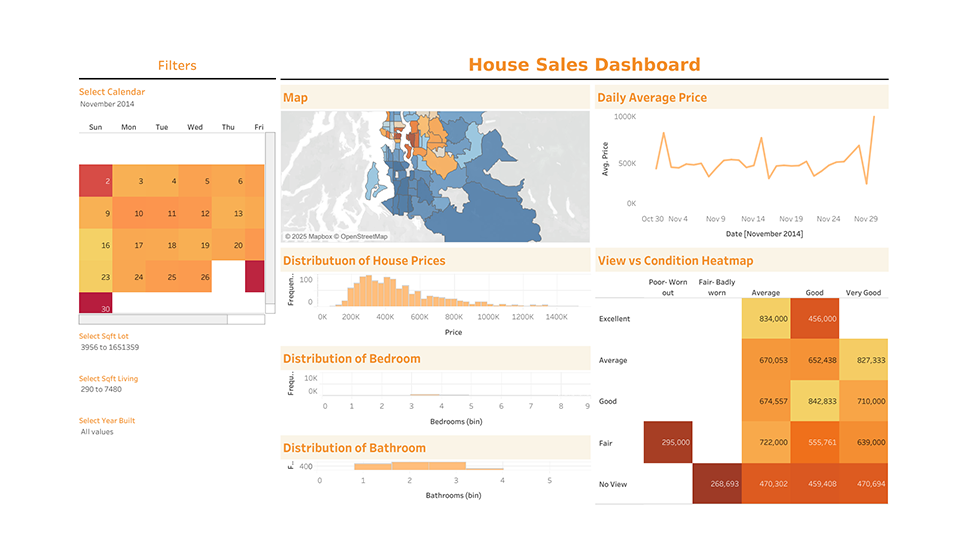 Filters
House Sales Dashboard
Select Calendar
November 2014
Sun Mon Tue Wed Thu Fri
2 3 4 5 6
9 10 11 12 13
16 17 18 19 20
23 24 25 26
30
Select Sqft Lot
3956 to 1651359
Select Sqft Living
290 to 7480
Select Year Built
All values
Map
© 2025 Mapbox © OpenStreetMap
Distributuon of House Prices
Frequen..
100
0
0K 200K 400K 600K 800K 1000K 1200K 1400K
Price
Distribution of Bedroom
Frequ..
10K
0K
0 1 2 3 4 5 6 7 8 9
Bedrooms (bin)
Distribution of Bathroom
F..
400
0 1 2 3 4 5
Bathrooms (bin)
Daily Average Price
Avg. Price
1000K
500K
0K
Oct 30 Nov 4 Nov 9 Nov 14 Nov 19 Nov 24 Nov 29
Date [November 2014]
View vs Condition Heatmap
Poor- Worn out Fair- Badly worn Average Good Very Good
Excellent 834,000 456,000
Average 670,053 652,438 827,333
Good 674,557 842,833 710,000
Fair 295,000 722,000 555,761 639,000
No View 268,693 470,302 459,408 470,694